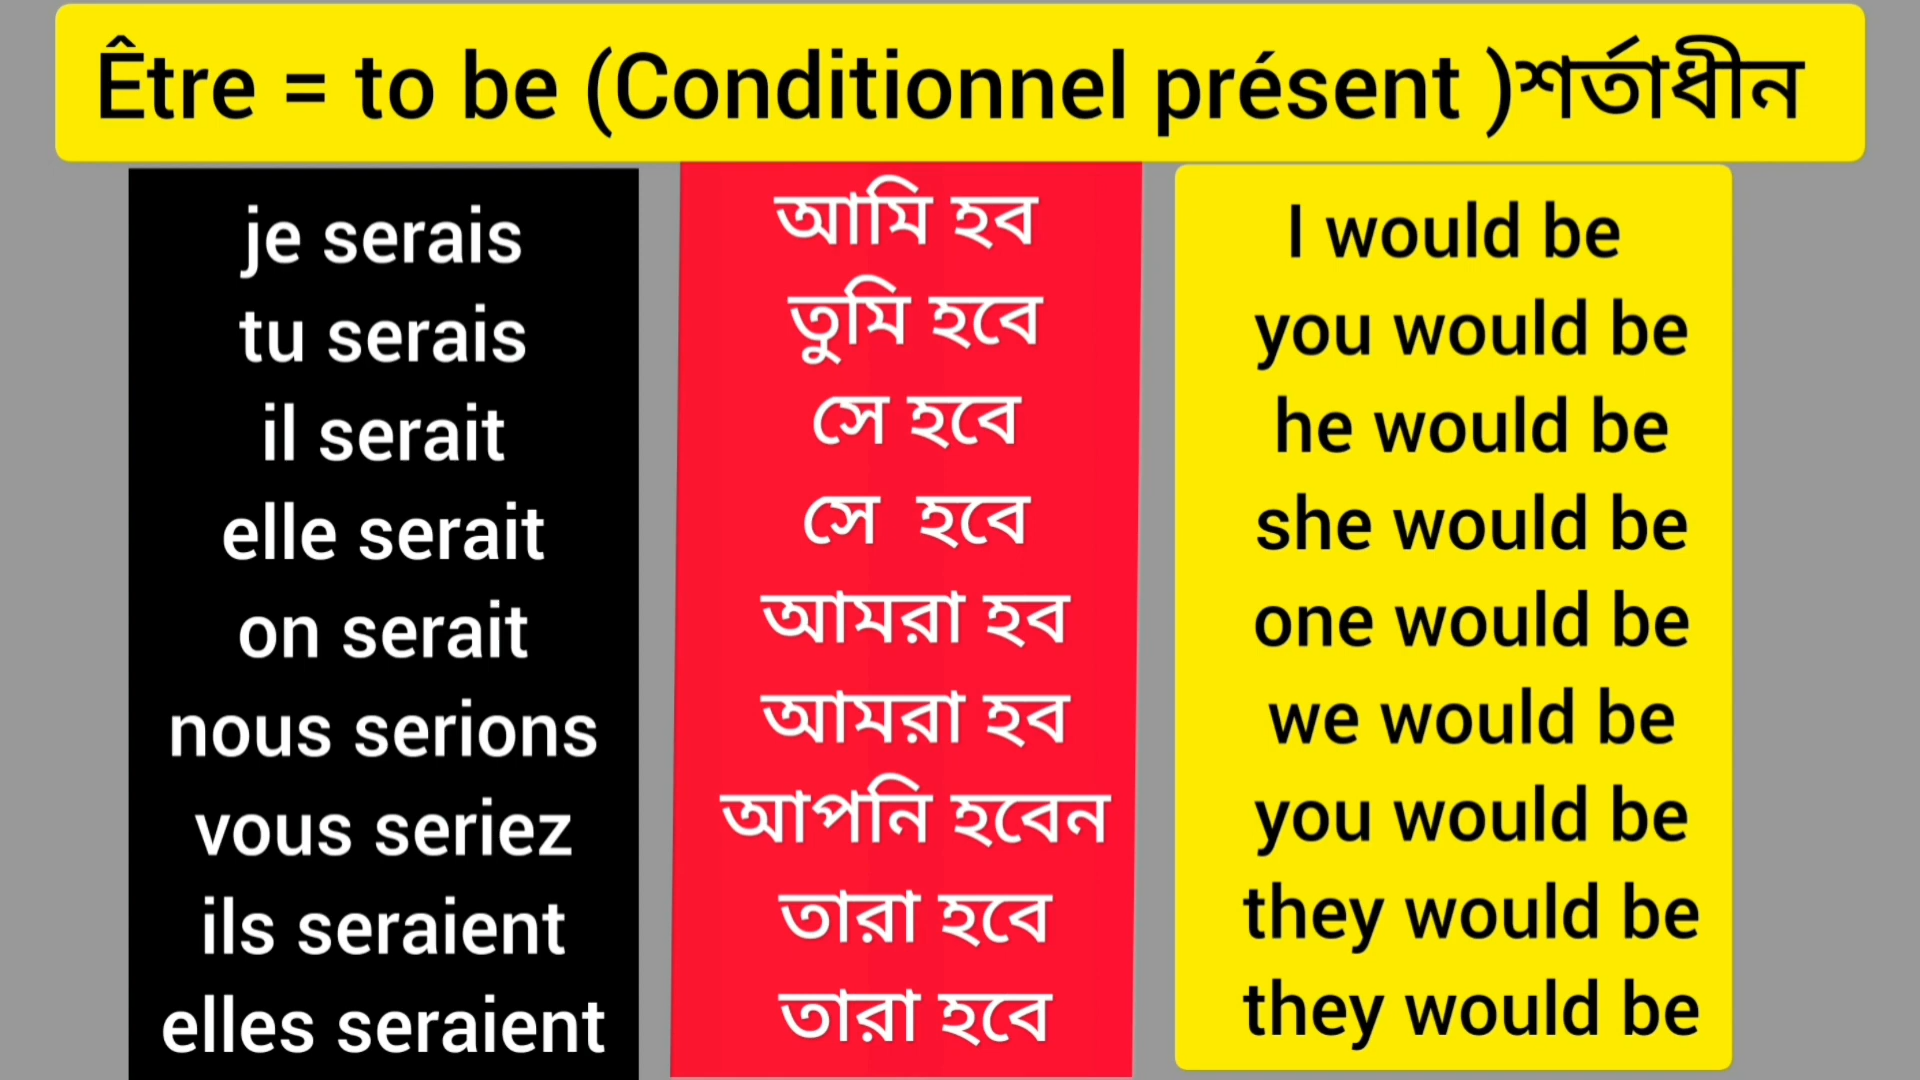 Être = to be (Conditionnel présent )শর্তাধীন
je serais
tu serais
il serait
elle serait
on serait
nous serions
vous seriez
ils seraient
elles seraient
আমি হব
তুমি হবে
সে হবে
সে হবে
আমরা হব
আমরা হব
আপনি হবেন
তারা হবে
তারা হবে
I would be
you would be
he would be
she would be
one would be
we would be
you would be
they would be
they would be